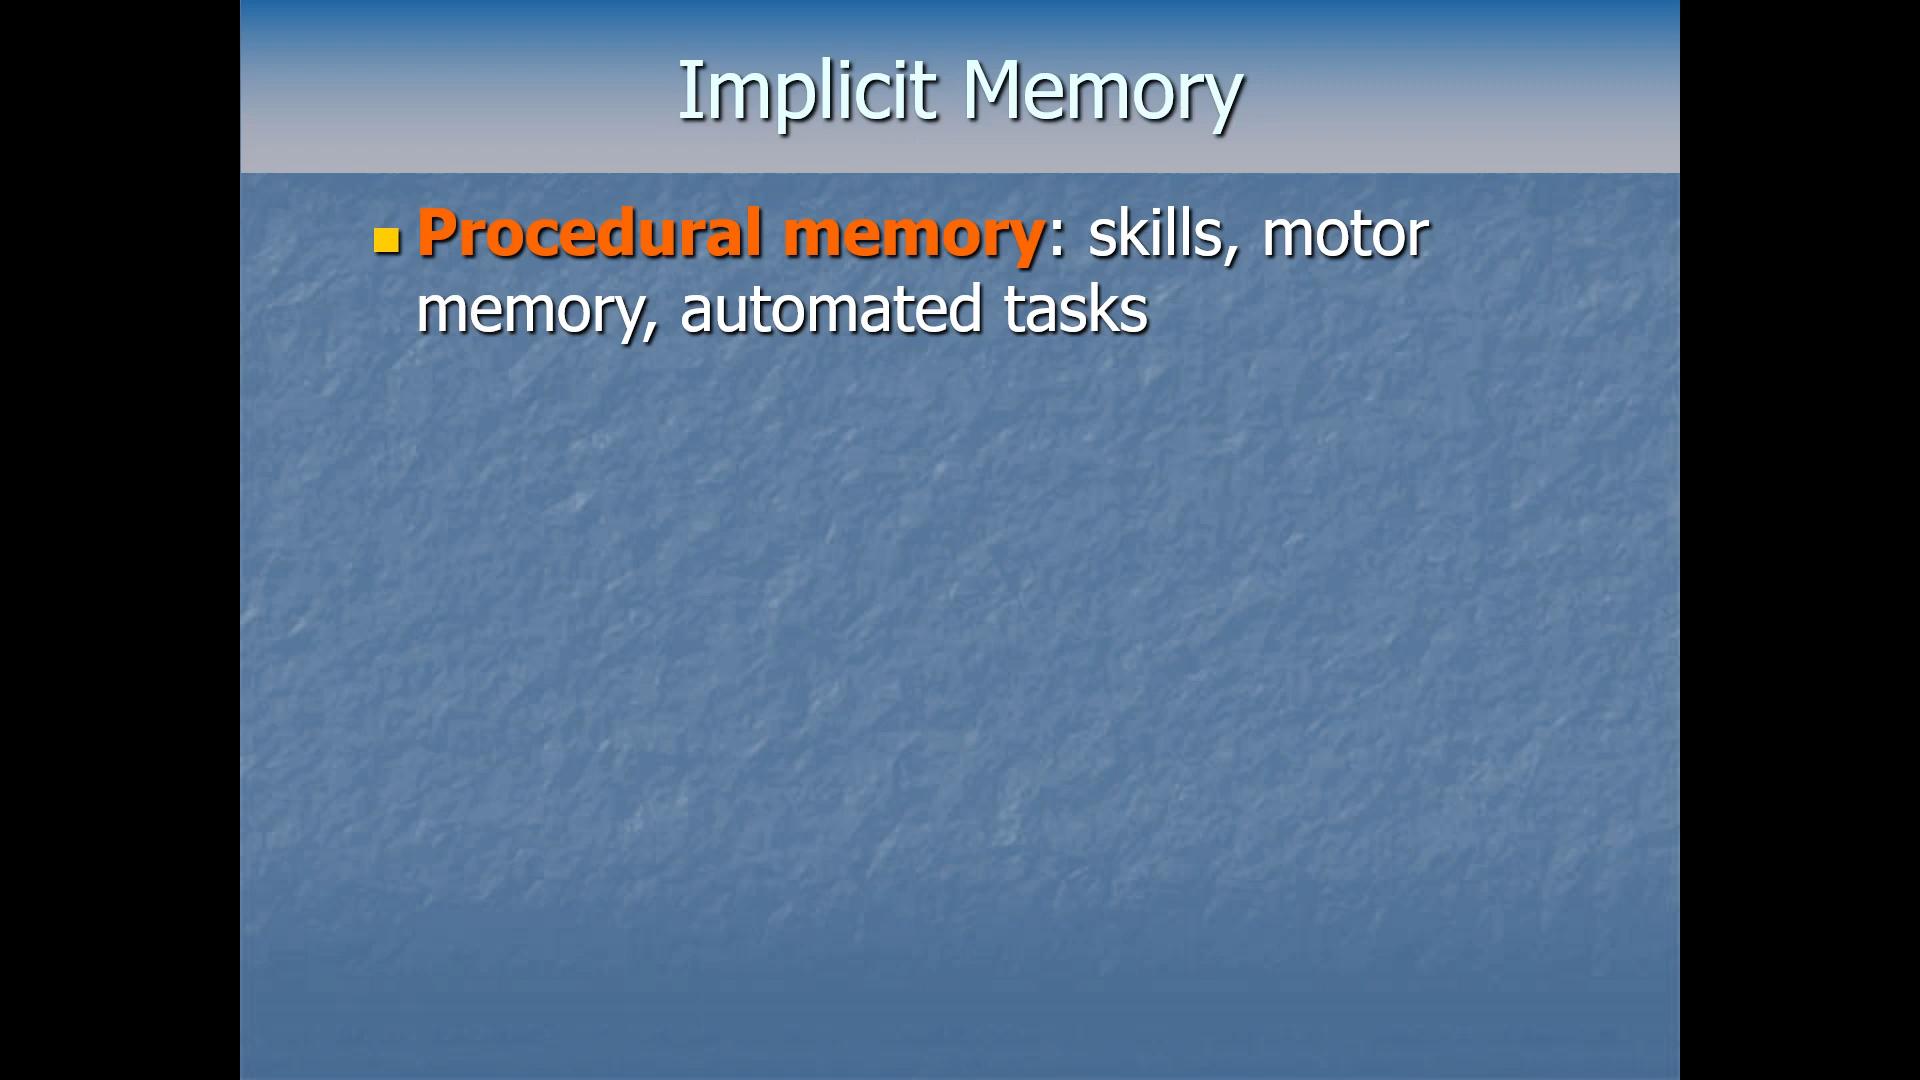 Implicit Memory
Procedural memory: skills, motor
memory, automated tasks